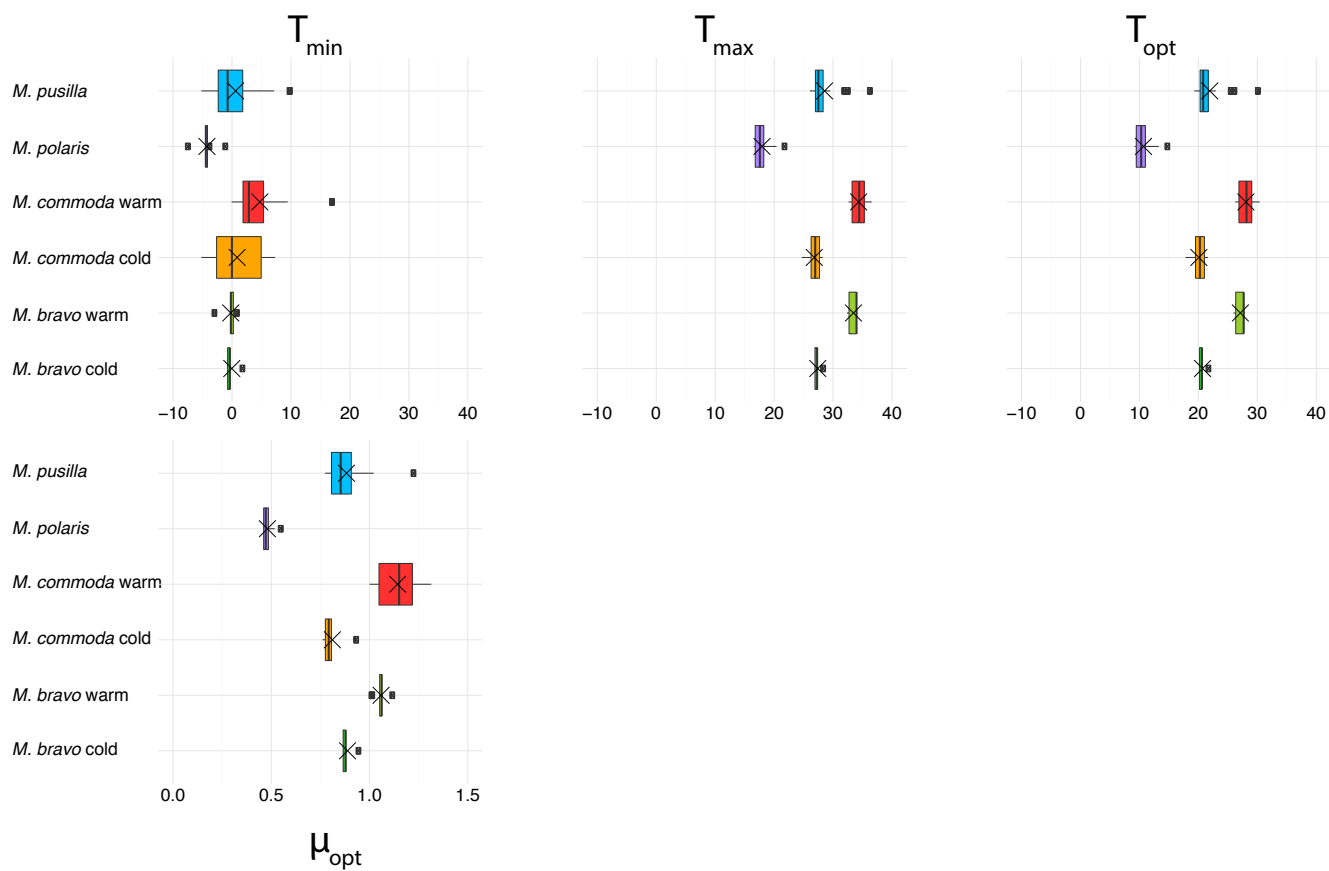 Tmin Tmax Topt
M. pusilla
M. polaris
M. commoda warm
M. commoda cold
M. bravo warm
M. bravo cold
−10 0 10 20 30 40 −10 0 10 20 30 40 −10 0 10 20 30 40
M. pusilla
M. polaris
M. commoda warm
M. commoda cold
M. bravo warm
M. bravo cold
0.0 0.5 1.0 1.5
μopt